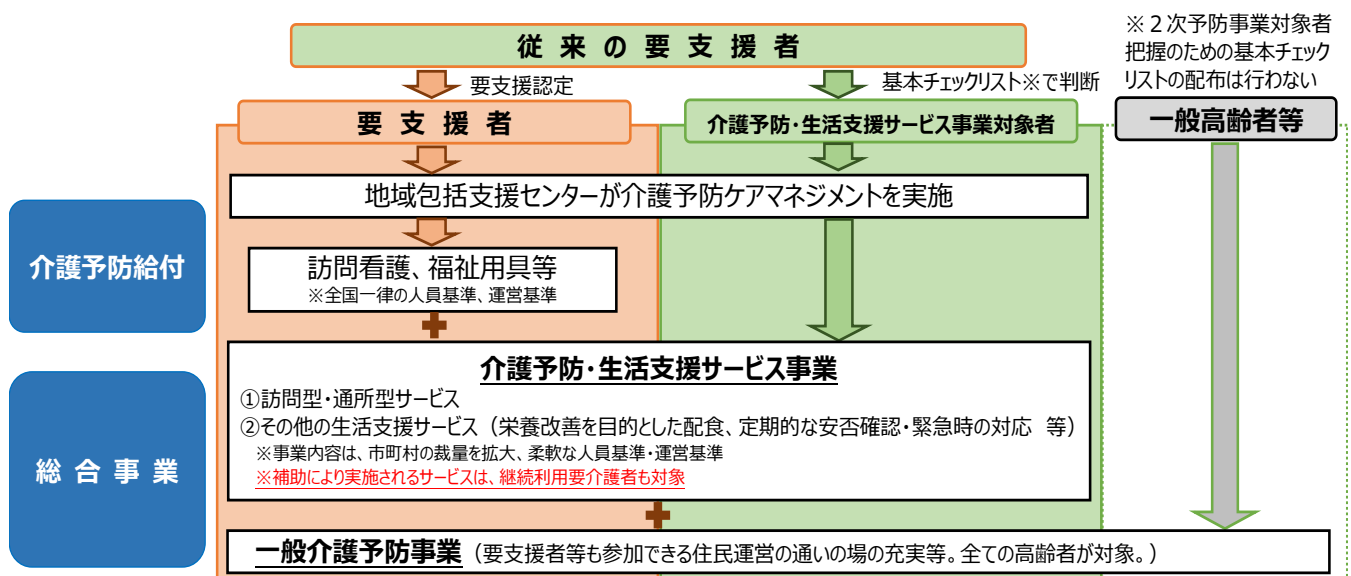 従来の要支援者
※２次予防事業対象者
把握のための基本チェック
リストの配布は行わない
要支援認定
基本チェックリスト※で判断
要支援者
介護予防・生活支援サービス事業対象者
一般高齢者等
地域包括支援センターが介護予防ケアマネジメントを実施
介護予防給付
訪問看護、福祉用具等
※全国一律の人員基準、運営基準
介護予防・生活支援サービス事業
①訪問型・通所型サービス
②その他の生活支援サービス（栄養改善を目的とした配食、定期的な安否確認・緊急時の対応　等）
※事業内容は、市町村の裁量を拡大、柔軟な人員基準・運営基準
※補助により実施されるサービスは、継続利用要介護者も対象
総合事業
一般介護予防事業（要支援者等も参加できる住民運営の通いの場の充実等。全ての高齢者が対象。）